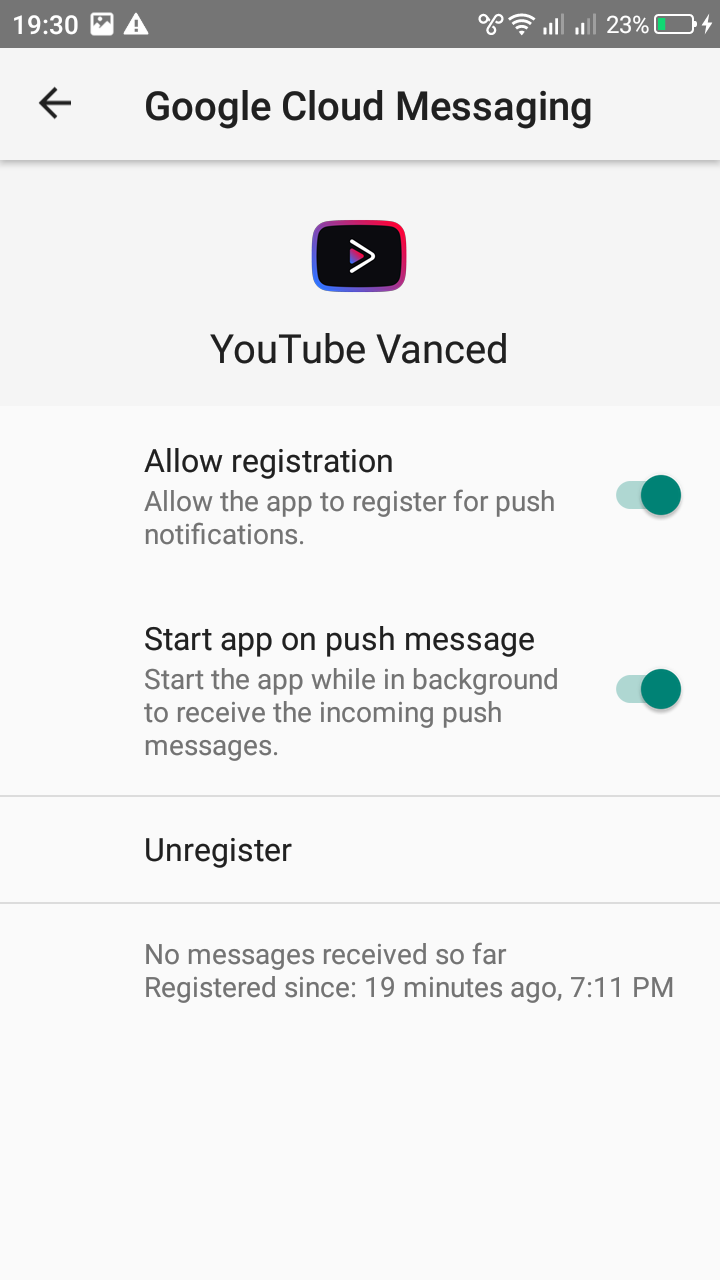 19:30 23%
Google Cloud Messaging
YouTube Vanced
Allow registration
Allow the app to register for push
notifications.
Start app on push message
Start the app while in background
to receive the incoming push
messages.
Unregister
No messages received so far
Registered since: 19 minutes ago, 7:11 PM